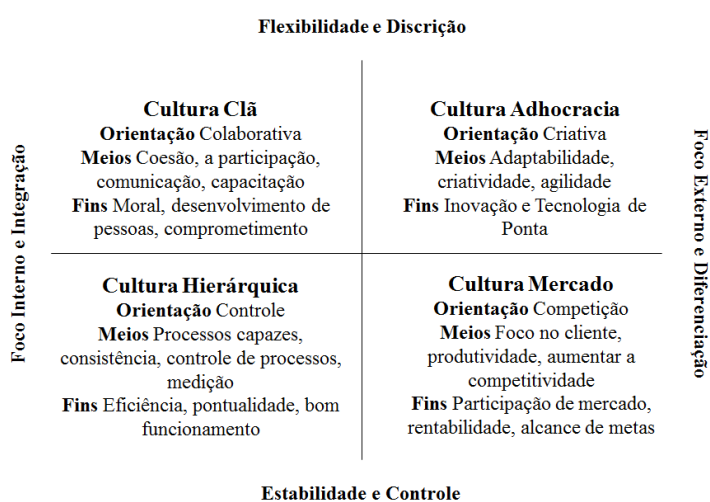 Flexibilidade e Discrição
Foco Interno e Integração
Cultura Clã
Orientação Colaborativa
Meios Coesão, a participação,
comunicação, capacitação
Fins Moral, desenvolvimento de
pessoas, comprometimento
Cultura Adhocracia
Orientação Criativa
Meios Adaptabilidade,
criatividade, agilidade
Fins Inovação e Tecnologia de
Ponta
Cultura Hierárquica
Orientação Controle
Meios Processos capazes,
consistência, controle de processos,
medição
Fins Eficiência, pontualidade, bom
funcionamento
Cultura Mercado
Orientação Competição
Meios Foco no cliente,
produtividade, aumentar a
competitividade
Fins Participação de mercado,
rentabilidade, alcance de metas
Foco Externo e Diferenciação
Estabilidade e Controle